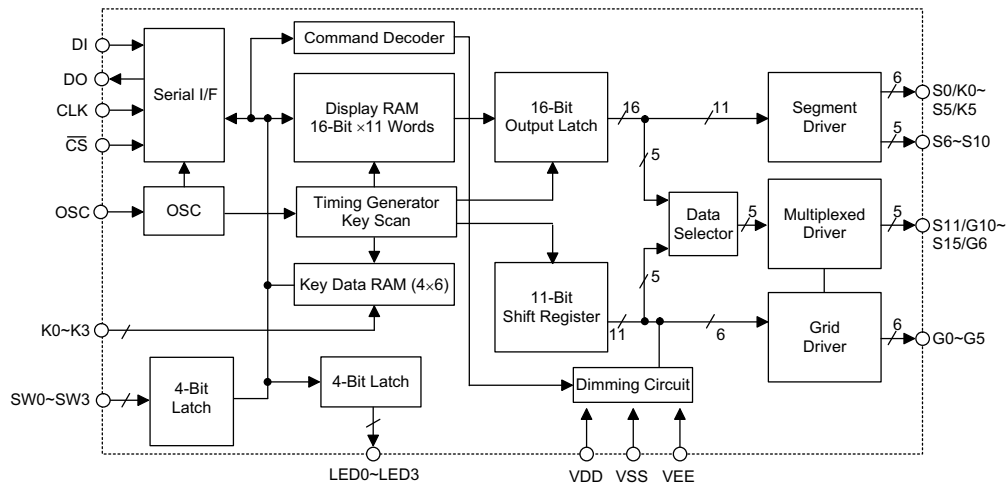 DI
DO
CLK
CS
OSC
K0~K3
SW0~SW3
Serial I/F
OSC
Command Decoder
Display RAM
16-Bit ×11 Words
Timing Generator
Key Scan
Key Data RAM (4×6)
4-Bit
Latch
4-Bit Latch
LED0~LED3
16-Bit
Output Latch
16
11
5
11-Bit
Shift Register
11
5
6
Data
Selector
5
Dimming Circuit
VDD
VSS
VEE
Segment
Driver
6
S0/K0~
S5/K5
5
S6~S10
Multiplexed
Driver
5
S11/G10~
S15/G6
Grid
Driver
6
G0~G5